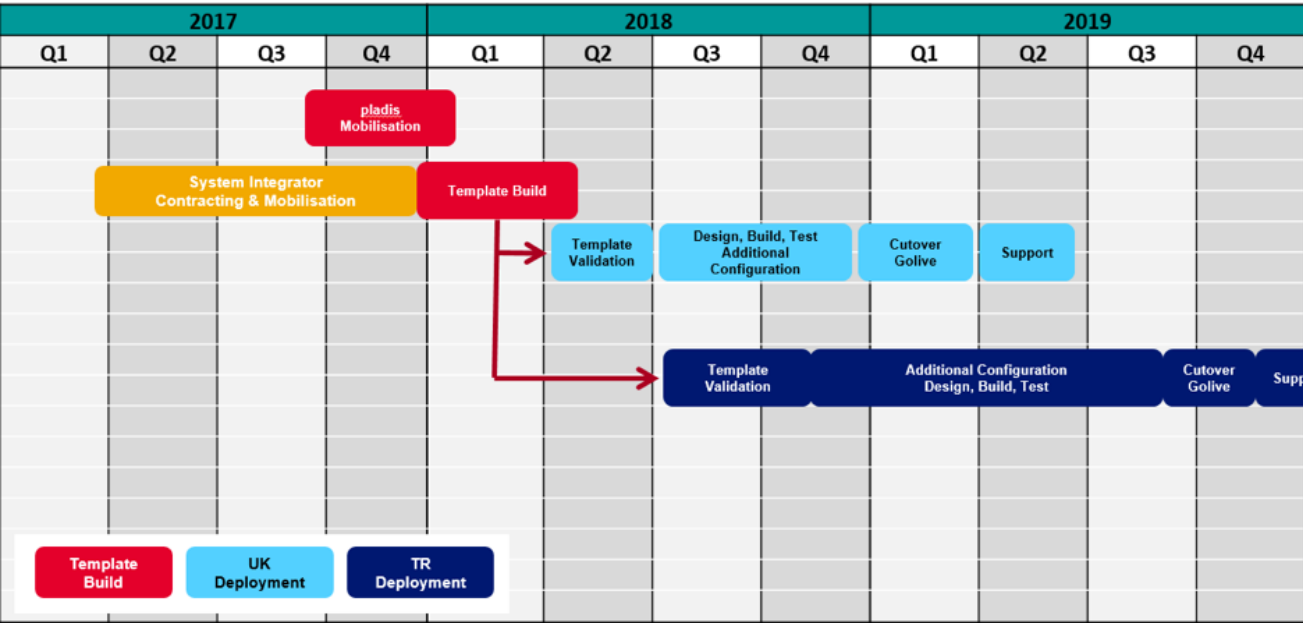 2017 2018 2019
Q1 Q2 Q3 Q4 Q1 Q2 Q3 Q4 Q1 Q2 Q3 Q4
pladis
Mobilisation
System Integrator
Contracting & Mobilisation
Template Build
Template
Validation
Design, Build, Test
Additional
Configuration
Cutover
Golive
Support
Template
Validation
Additional Configuration
Design, Build, Test
Cutover
Golive
Supp
Template
Build
UK
Deployment
TR
Deployment